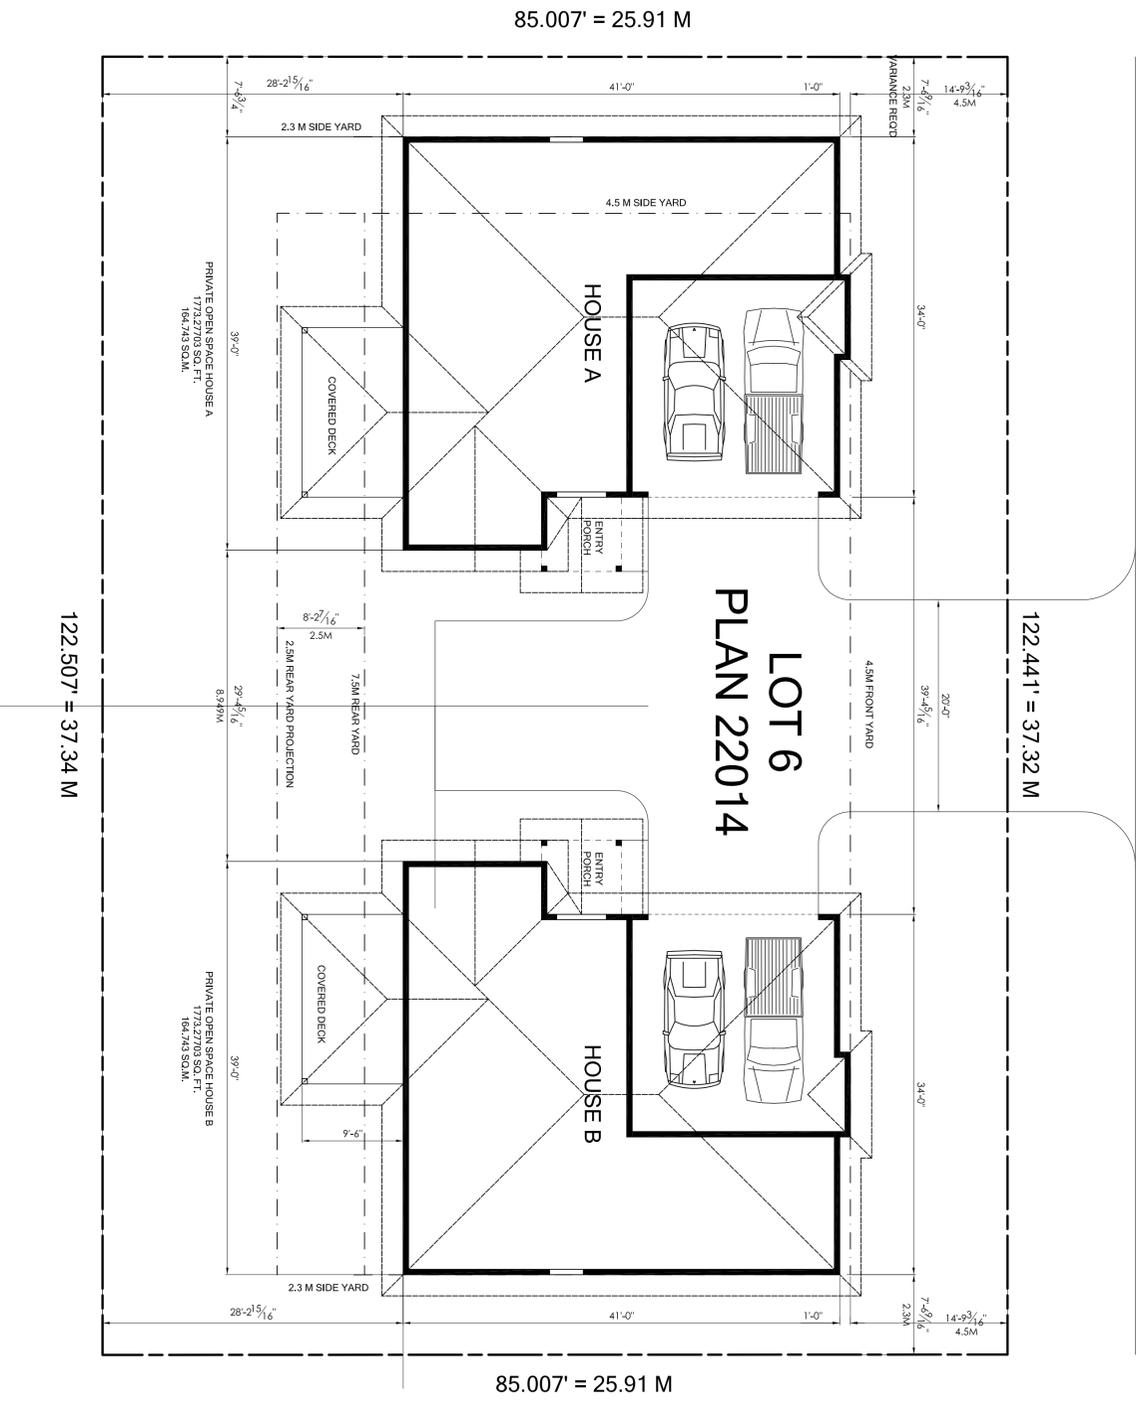 85.007' = 25.91 M
28'-2 15/16"
41'-0"
1'-0"
14'-9 3/16"
4.5M
7'-6 3/4"
VARIANCE REQ'D
2.3M
7'-6 9/16"
2.3 M SIDE YARD
4.5 M SIDE YARD
PRIVATE OPEN SPACE HOUSE A
1773.27703 SQ. FT.
164.743 SQ.M.
39'-0"
COVERED DECK
HOUSE A
34'-0"
ENTRY
PORCH
122.507' = 37.34 M
8'-2 7/16"
2.5M
2.5M REAR YARD PROJECTION
7.5M REAR YARD
29'-4 5/16"
8.949M
LOT 6
PLAN 22014
4.5M FRONT YARD
39'-4 5/16"
20'-0"
122.441' = 37.32 M
ENTRY
PORCH
PRIVATE OPEN SPACE HOUSE B
1773.27703 SQ. FT.
164.743 SQ.M.
39'-0"
COVERED DECK
9'-6"
HOUSE B
34'-0"
2.3 M SIDE YARD
28'-2 15/16"
41'-0"
1'-0"
7'-6 9/16"
2.3M
14'-9 3/16"
4.5M
85.007' = 25.91 M